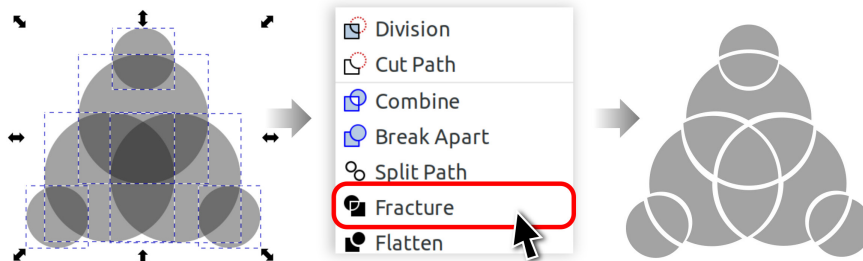 Division
Cut Path
Combine
Break Apart
Split Path
Fracture
Flatten